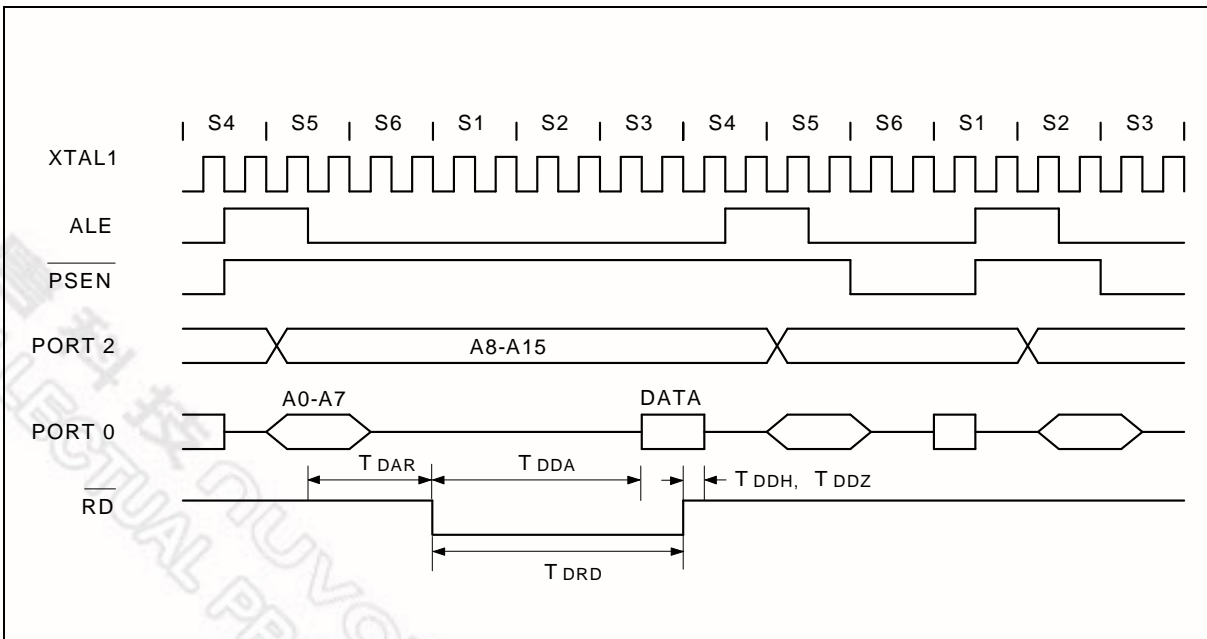 S4 S5 S6 S1 S2 S3 S4 S5 S6 S1 S2 S3
XTAL1
ALE
PSEN
PORT 2 A8-A15
A0-A7 DATA
PORT 0
T DAR T DDA T DDH, T DDZ
RD
T DRD